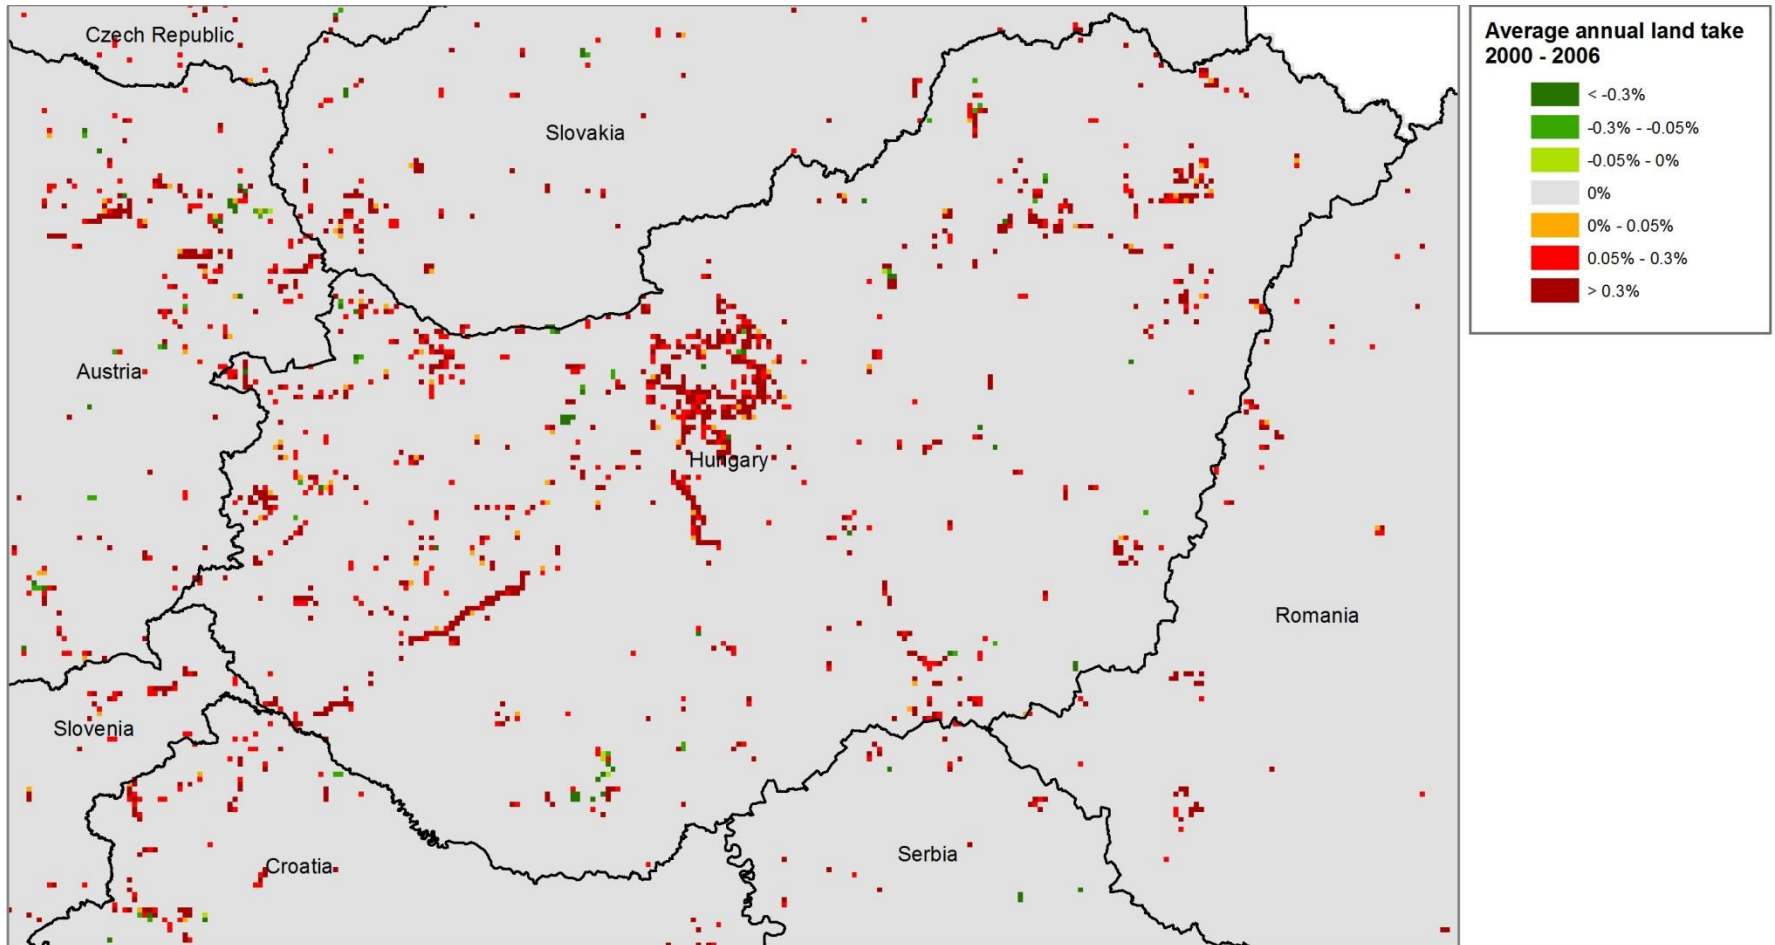 Czech Republic
Slovakia
Austria
Hungary
Romania
Slovenia
Croatia
Serbia
Average annual land take
2000 - 2006
< -0.3%
-0.3% - -0.05%
-0.05% - 0%
0%
0% - 0.05%
0.05% - 0.3%
> 0.3%